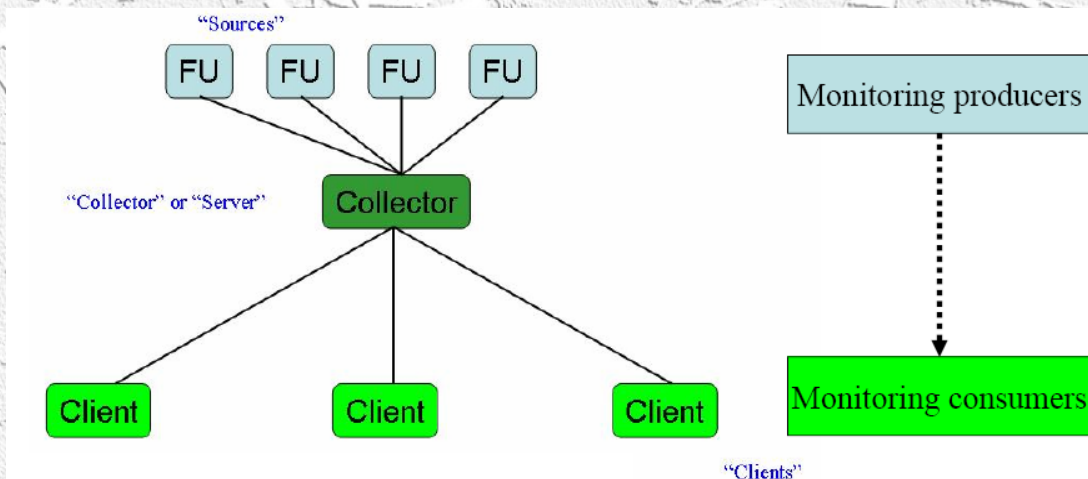 “Sources”
FU FU FU FU
Monitoring producers
“Collector” or “Server”
Collector
Client Client Client
Monitoring consumers
“Clients”